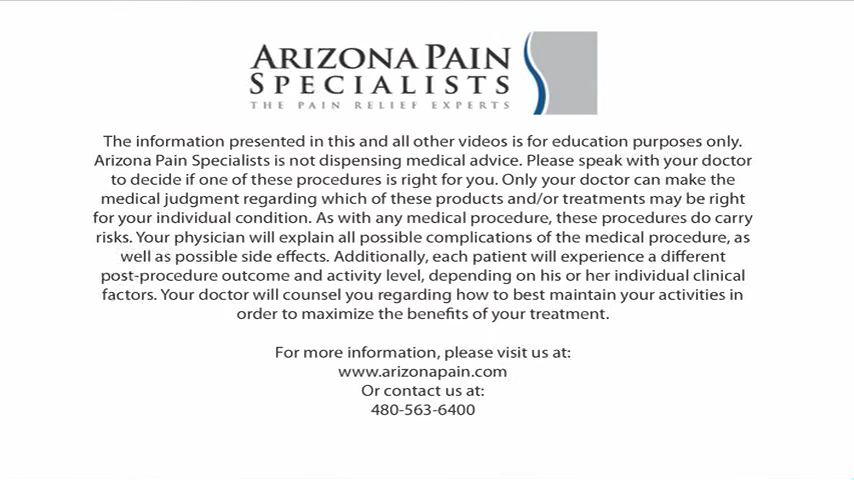 ARIZONA PAIN
SPECIALISTS
THE PAIN RELIEF EXPERTS
The information presented in this and all other videos is for education purposes only.
Arizona Pain Specialists is not dispensing medical advice. Please speak with your doctor
to decide if one of these procedures is right for you. Only your doctor can make the
medical judgment regarding which of these products and/or treatments may be right
for your individual condition. As with any medical procedure, these procedures do carry
risks. Your physician will explain all possible complications of the medical procedure, as
well as possible side effects. Additionally, each patient will experience a different
post-procedure outcome and activity level, depending on his or her individual clinical
factors. Your doctor will counsel you regarding how to best maintain your activities in
order to maximize the benefits of your treatment.
For more information, please visit us at:
www.arizonapain.com
Or contact us at:
480-563-6400